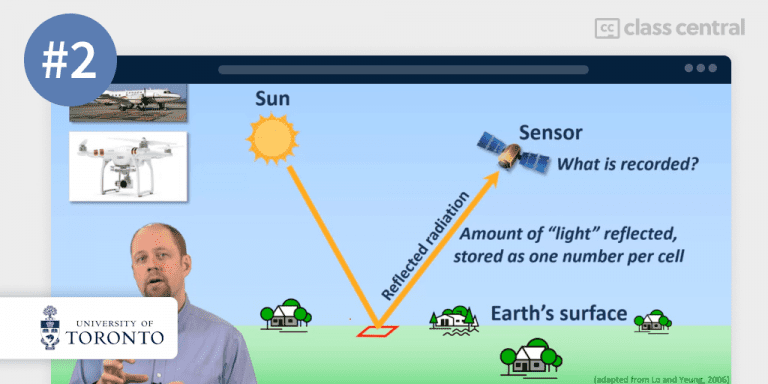 #2
cc class central
Sun
Sensor
What is recorded?
Reflected radiation
Amount of “light” reflected,
stored as one number per cell
Earth’s surface
UNIVERSITY OF
TORONTO
(adapted from Lo and Yeung, 2006)